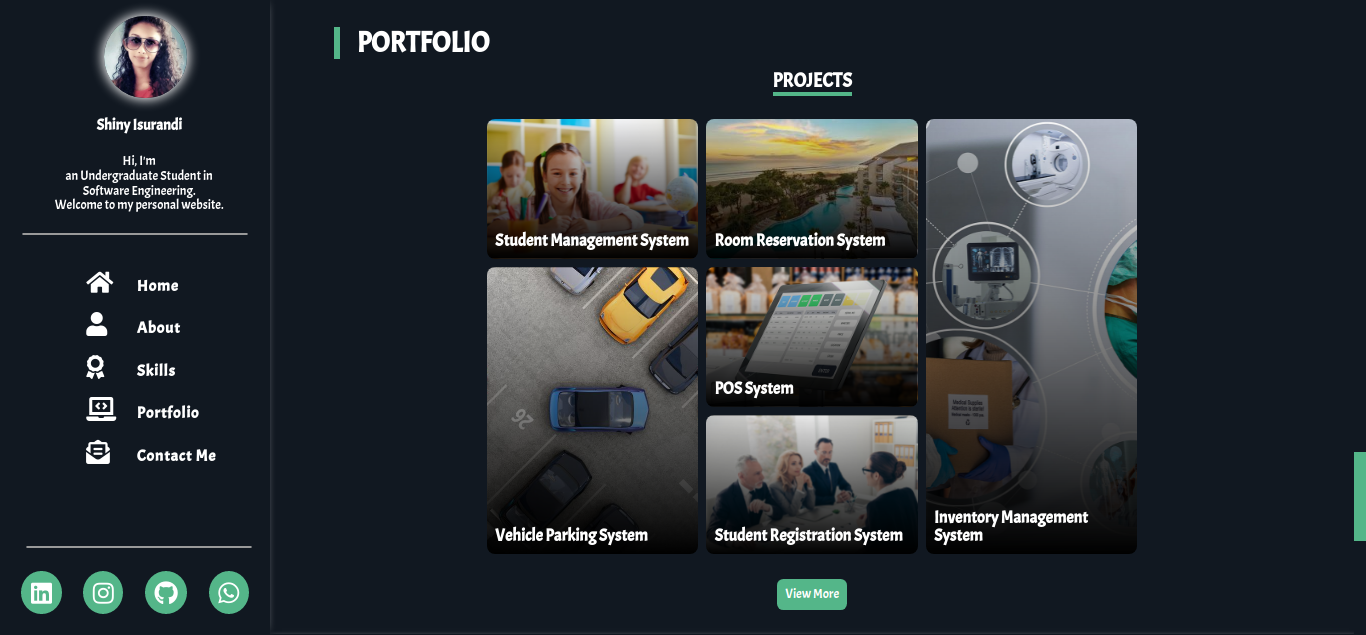 Shiny Isurandi
Hi, I'm
an Undergraduate Student in
Software Engineering.
Welcome to my personal website.
Home
About
Skills
Portfolio
Contact Me
PORTFOLIO
PROJECTS
Student Management System
Room Reservation System
Vehicle Parking System
POS System
Student Registration System
Inventory Management
System
View More